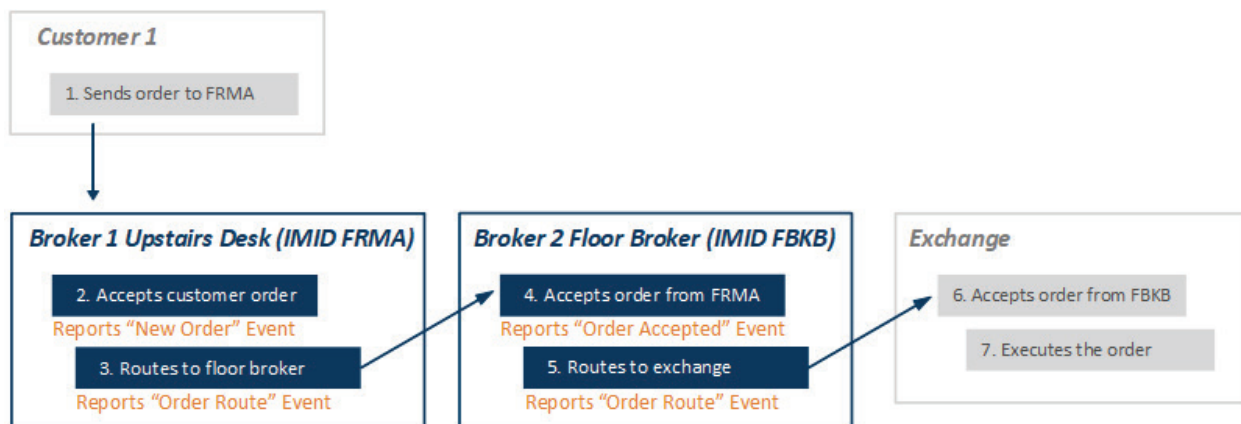 Customer 1
1. Sends order to FRMA
Broker 1 Upstairs Desk (IMID FRMA)
2. Accepts customer order
Reports “New Order” Event
3. Routes to floor broker
Reports “Order Route” Event
Broker 2 Floor Broker (IMID FBKB)
4. Accepts order from FRMA
Reports “Order Accepted” Event
5. Routes to exchange
Reports “Order Route” Event
Exchange
6. Accepts order from FBKB
7. Executes the order